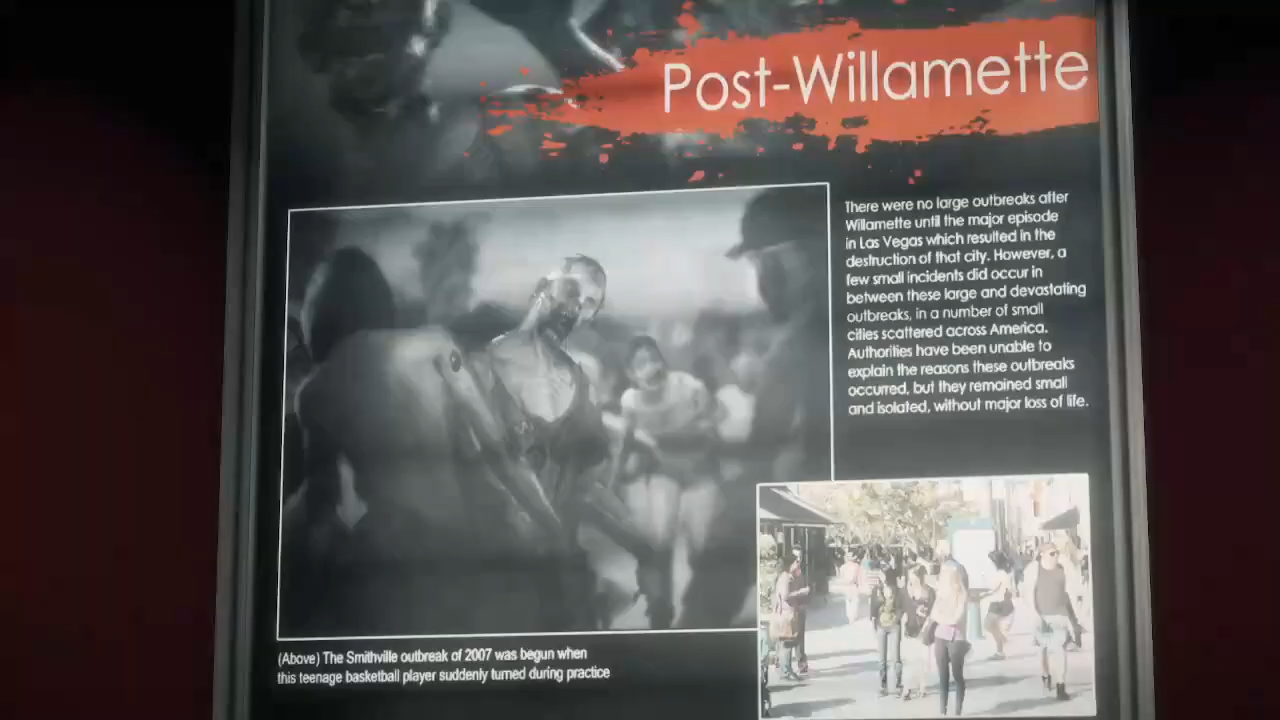 Post-Willamette
There were no large outbreaks after
Willamette until the major episode
in Las Vegas which resulted in the
destruction of that city. However, a
few small incidents did occur in
between these large and devastating
outbreaks, in a number of small
cities scattered across America.
Authorities have been unable to
explain the reasons these outbreaks
occurred, but they remained small
and isolated, without major loss of life.
(Above) The Smithville outbreak of 2007 was begun when
this teenage basketball player suddenly turned during practice